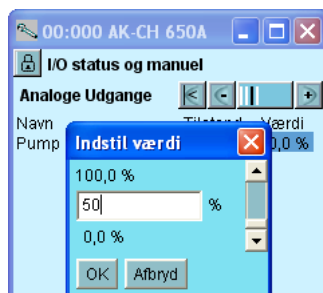 00:000 AK-CH 650A
I/O status og manuel
Analoge Udgange
Navn Tilstand Værdi
Pump 0,0 %
Indstil værdi
100,0 %
50 %
0,0 %
OK Afbryd